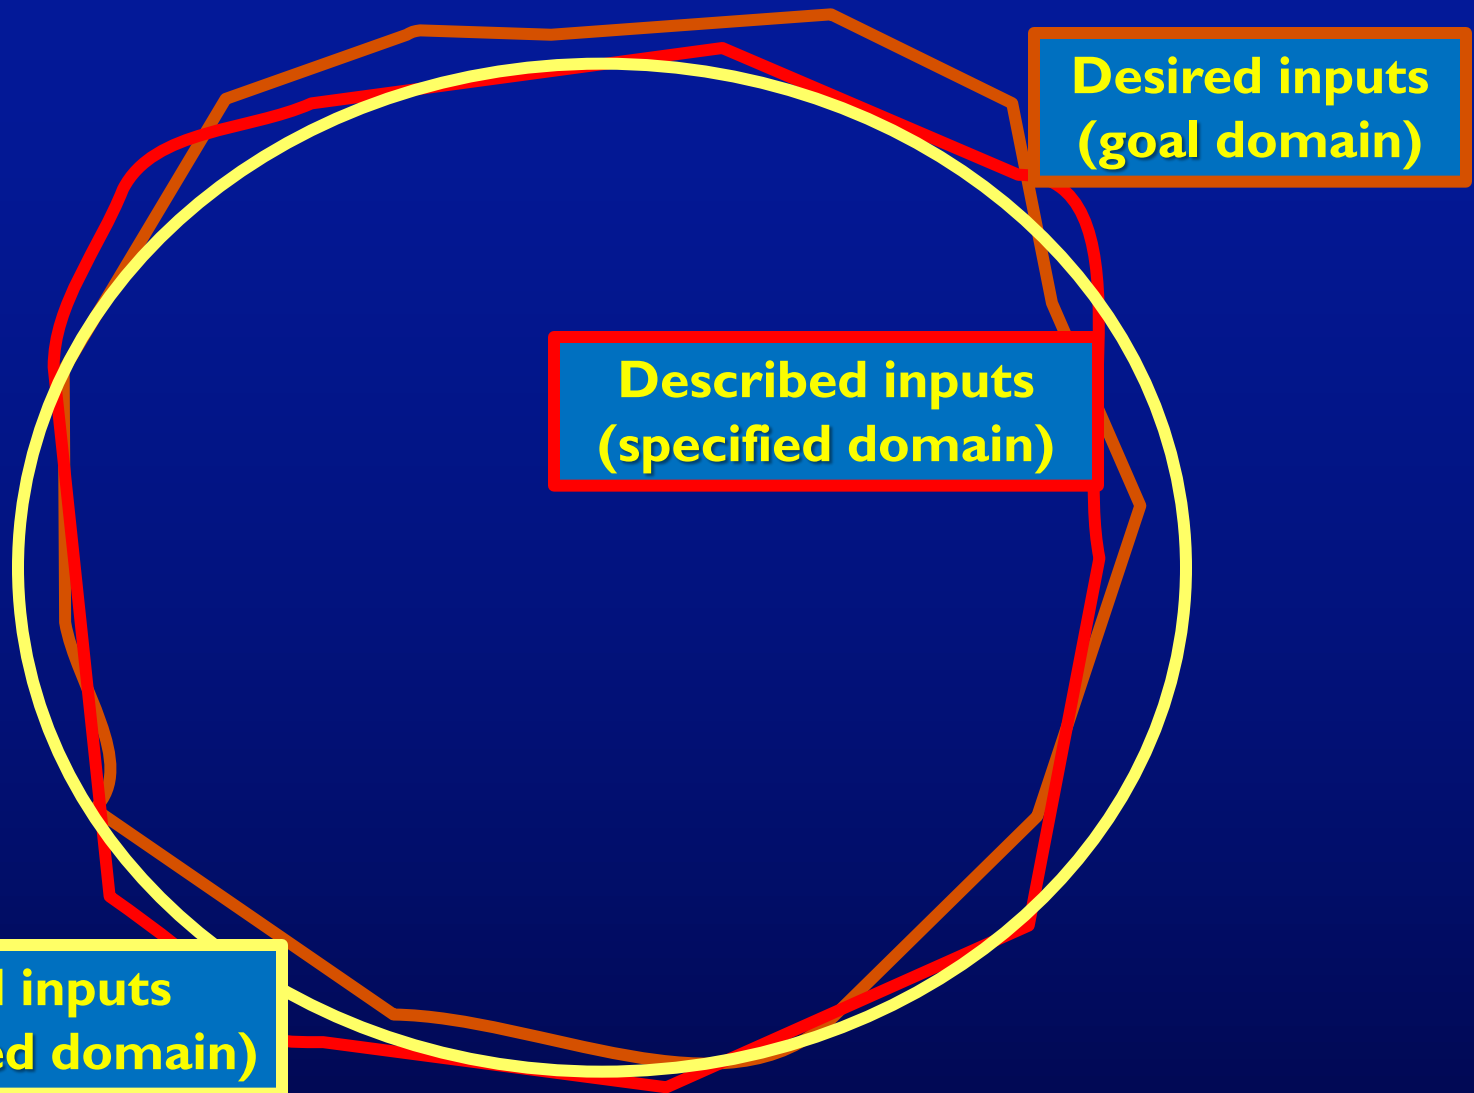 Desired inputs
(goal domain)
Described inputs
(specified domain)
inputs
domain)